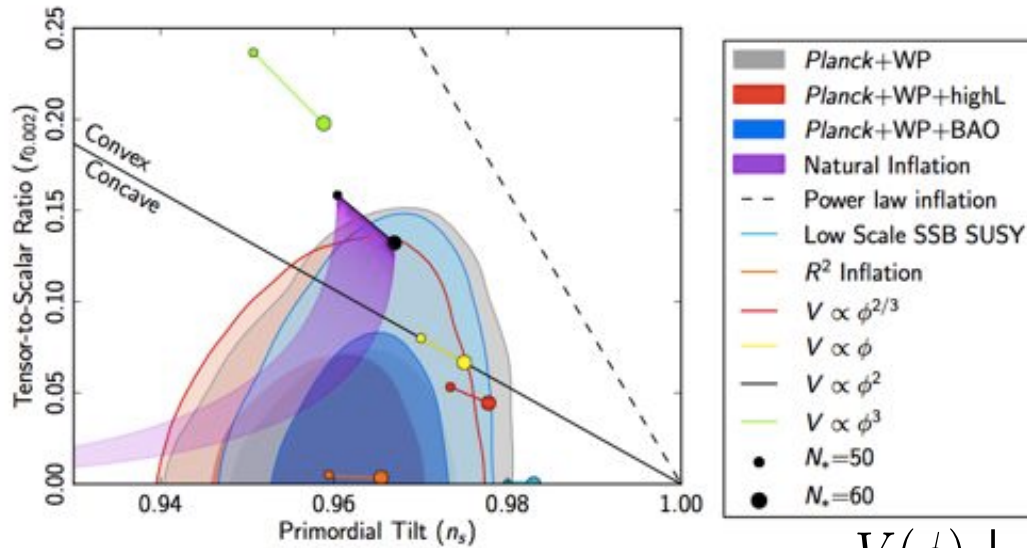 0.25
0.20
0.15
0.10
0.05
0.00
Tensor-to-Scalar Ratio (r₀.₀₀₂)
Convex
Concave
0.94
0.96
0.98
1.00
Primordial Tilt (nₛ)
Planck+WP
Planck+WP+highL
Planck+WP+BAO
Natural Inflation
Power law inflation
Low Scale SSB SUSY
R² Inflation
V ∝ ϕ²ᐟ³
V ∝ ϕ
V ∝ ϕ²
V ∝ ϕ³
N*=50
N*=60